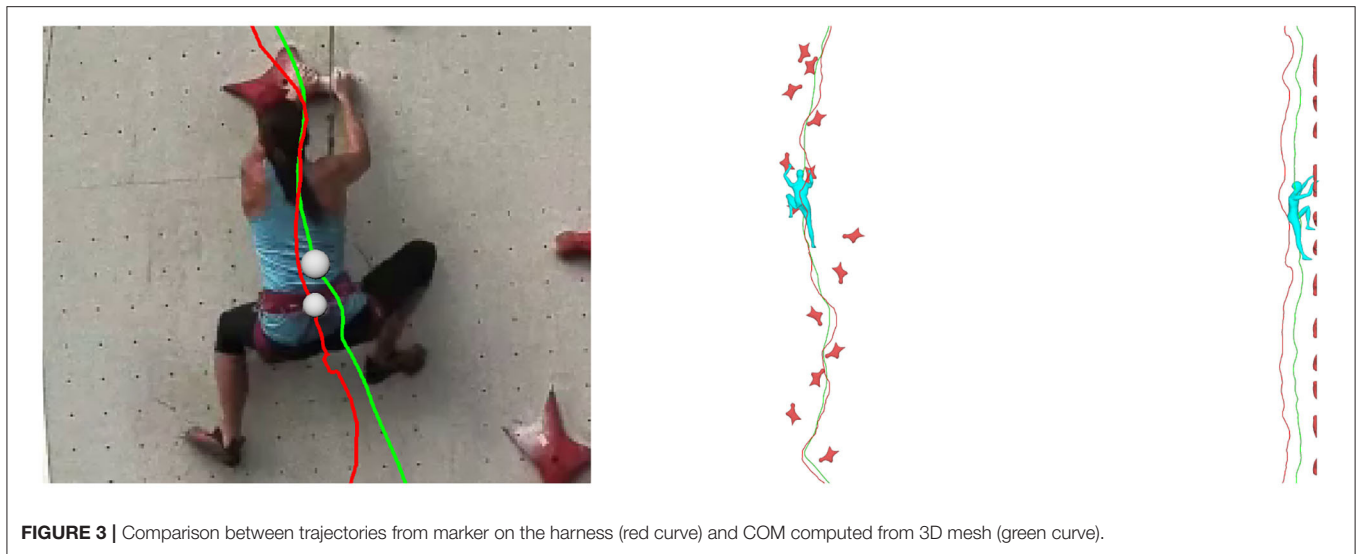 FIGURE 3 | Comparison between trajectories from marker on the harness (red curve) and COM computed from 3D mesh (green curve).